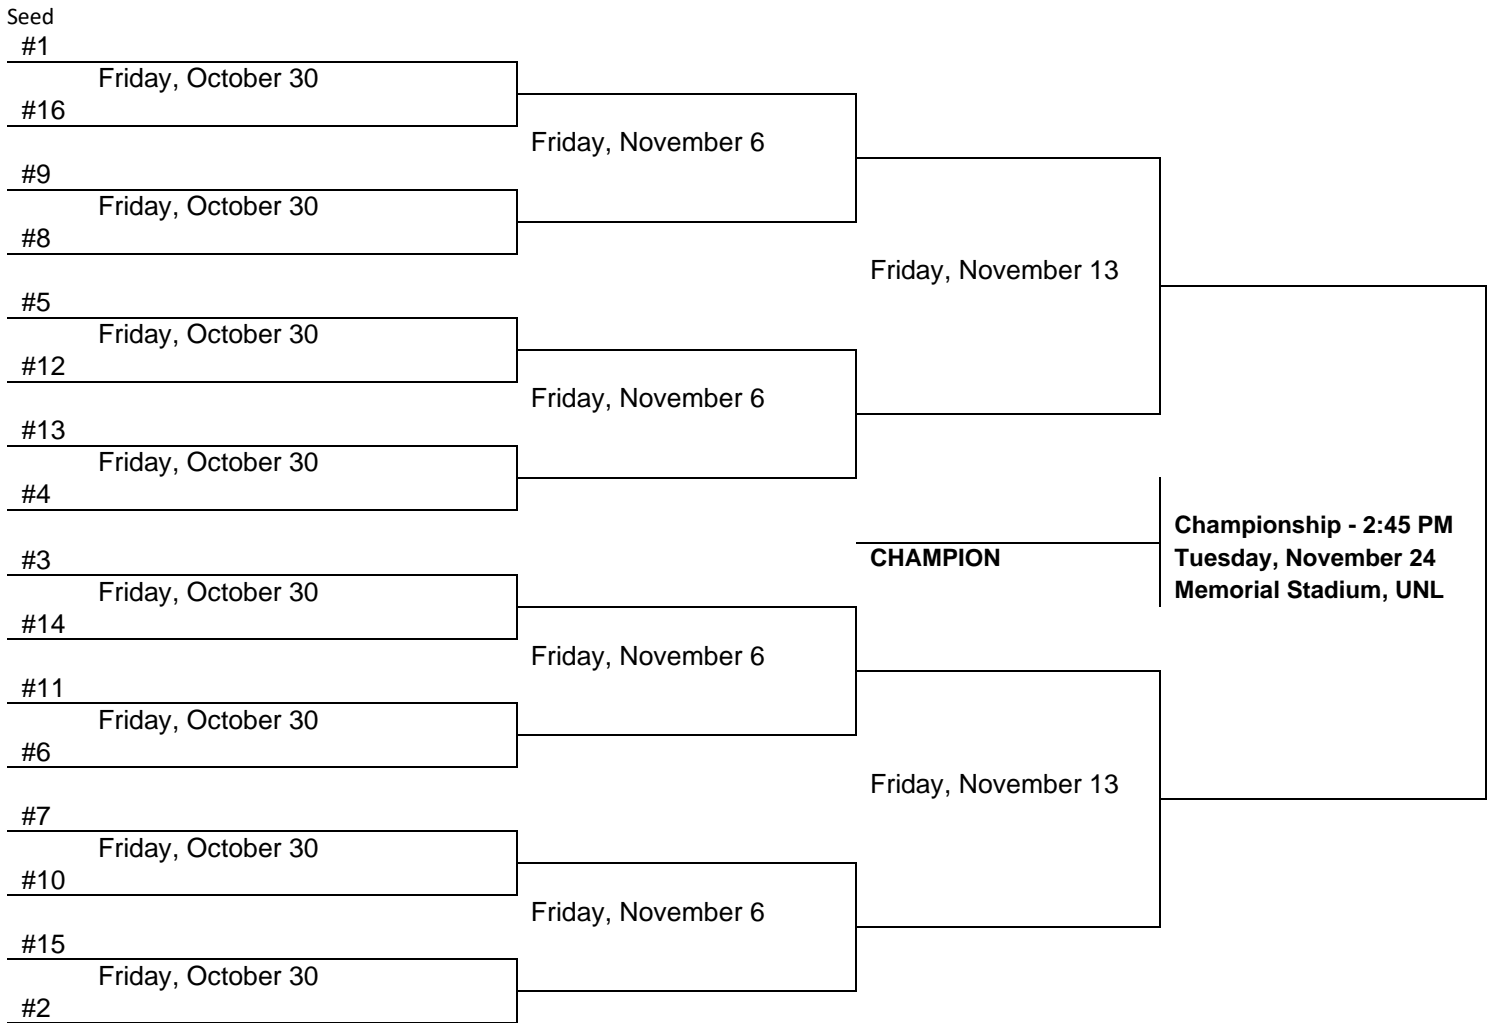 Seed
#1
Friday, October 30
#16
Friday, November 6
#9
Friday, October 30
#8
Friday, November 13
#5
Friday, October 30
#12
Friday, November 6
#13
Friday, October 30
#4
Championship - 2:45 PM
#3
CHAMPION
Tuesday, November 24
Friday, October 30
Memorial Stadium, UNL
#14
Friday, November 6
#11
Friday, October 30
#6
Friday, November 13
#7
Friday, October 30
#10
Friday, November 6
#15
Friday, October 30
#2